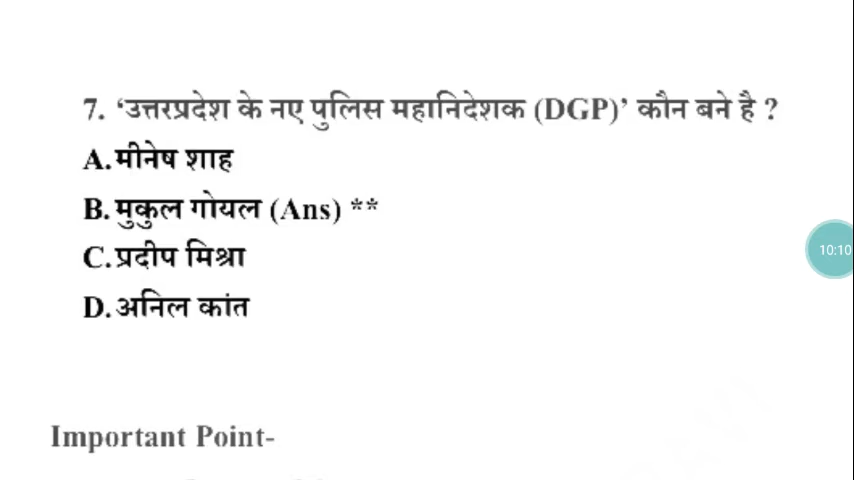 7. ‘उत्तरप्रदेश के नए पुलिस महानिदेशक (DGP)’ कौन बने है ?
A.मीनेष शाह
B.मुकुल गोयल (Ans) **
C.प्रदीप मिश्रा
D.अनिल कांत
10:10
Important Point-